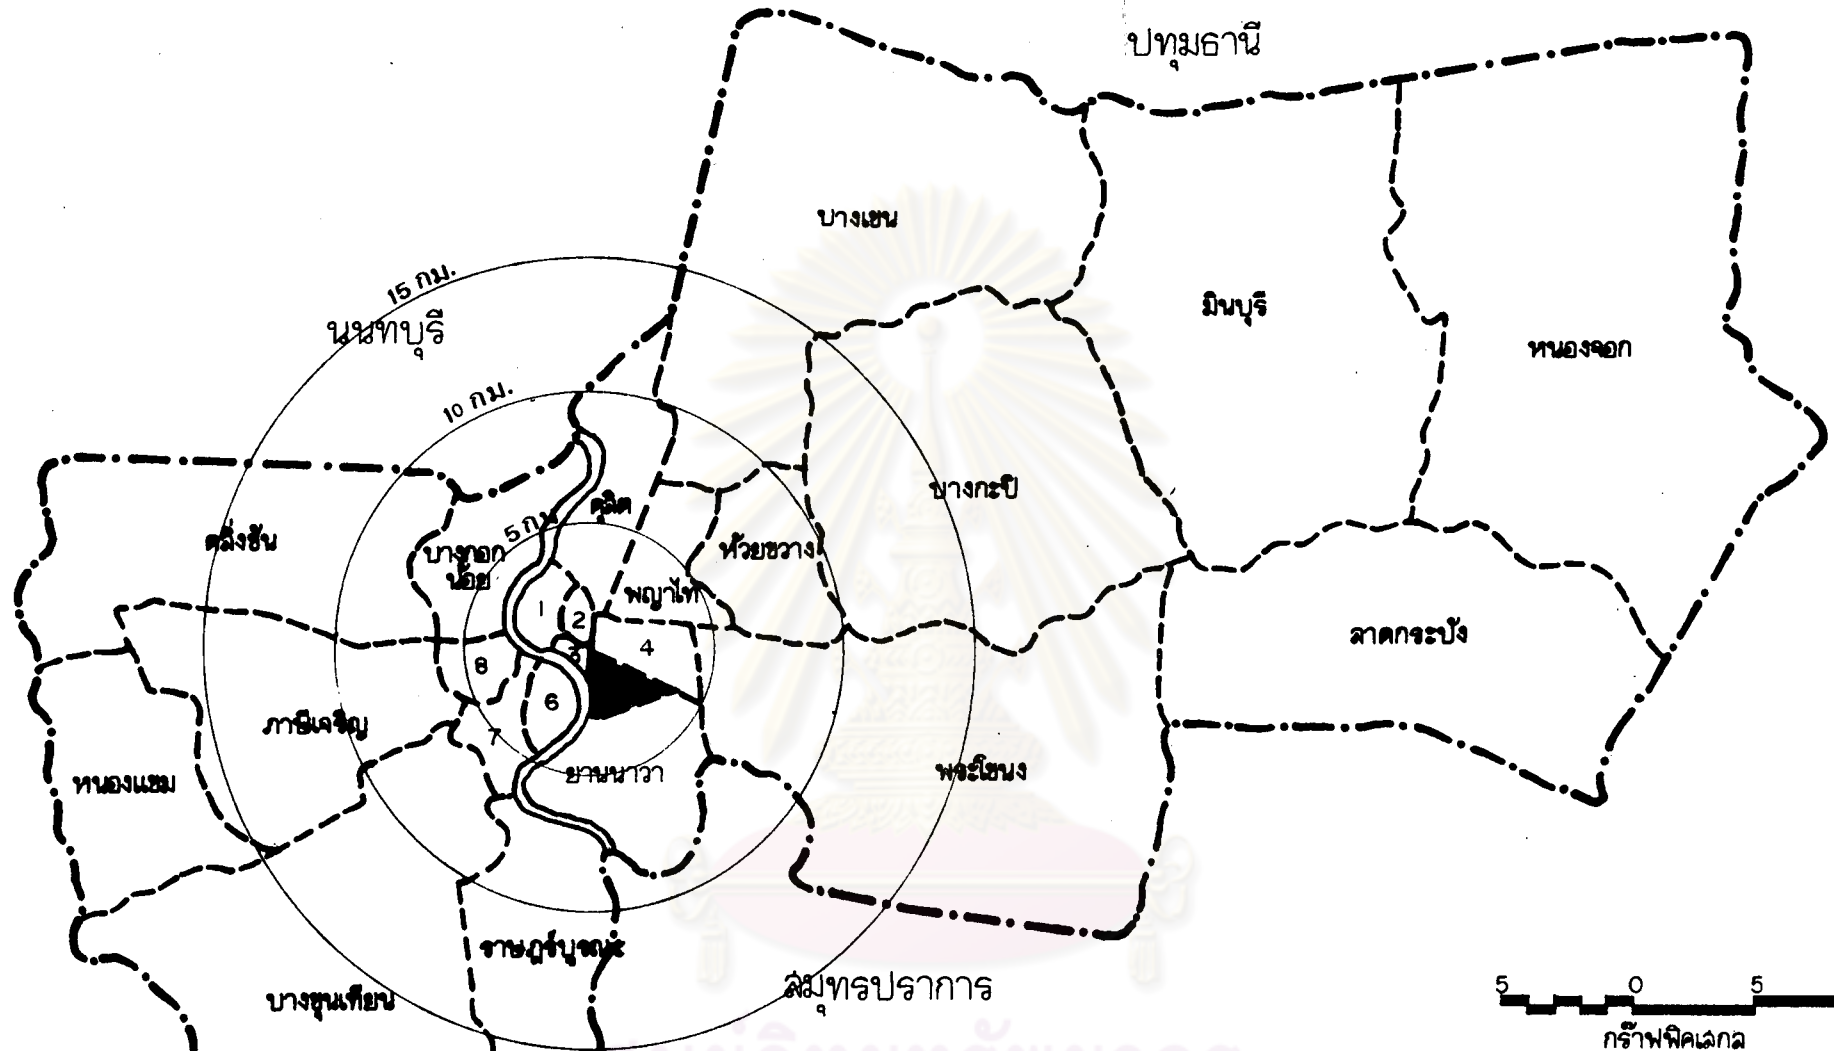 ปทุมธานี
บางเขน
15 กม.
นนทบุรี
มีนบุรี
หนองจอก
10 กม.
บางกะปิ
ดุสิต
5 กม
ตลิ่งชัน
บางกอก
น้อย
ห้วยขวาง
พญาไท
1
2
3
4
ลาดกระบัง
8
6
7
ภาษีเจริญ
หนองแขม
ยานนาวา
พระโขนง
ราษฎร์บูรณะ
บางขุนเทียน
สมุทรปราการ
5 0 5
กร๊าฟฟิคเสกล